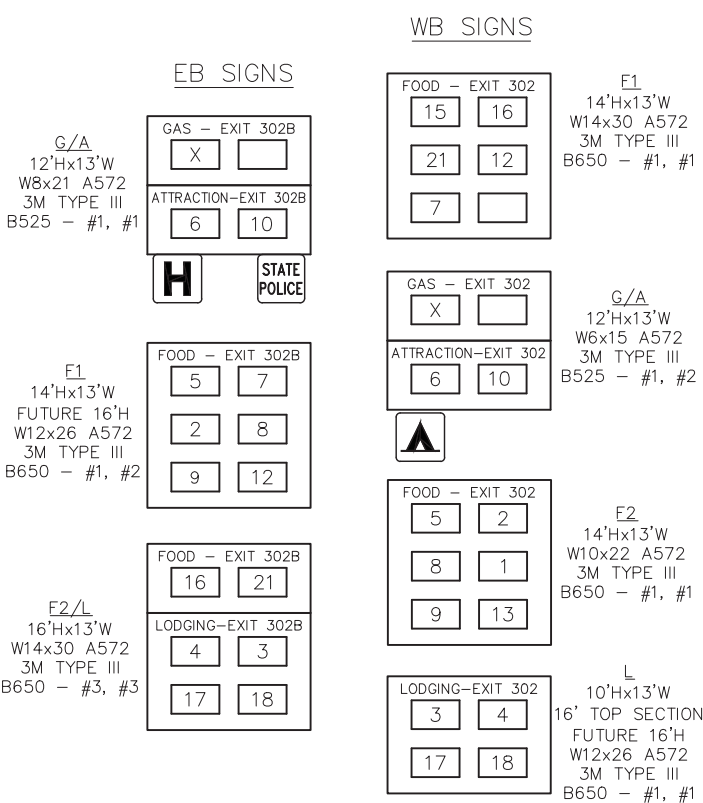 EB SIGNS
G/A
12'Hx13'W
W8x21 A572
3M TYPE III
B525 – #1, #1
GAS – EXIT 302B
X
ATTRACTION–EXIT 302B
6 10
H STATE
POLICE
F1
14'Hx13'W
FUTURE 16'H
W12x26 A572
3M TYPE III
B650 – #1, #2
FOOD – EXIT 302B
5 7
2 8
9 12
F2/L
16'Hx13'W
W14x30 A572
3M TYPE III
B650 – #3, #3
FOOD – EXIT 302B
16 21
LODGING–EXIT 302B
4 3
17 18
WB SIGNS
FOOD – EXIT 302
15 16
21 12
7
F1
14'Hx13'W
W14x30 A572
3M TYPE III
B650 – #1, #1
GAS – EXIT 302
X
ATTRACTION–EXIT 302
6 10
G/A
12'Hx13'W
W6x15 A572
3M TYPE III
B525 – #1, #2
FOOD – EXIT 302
5 2
8 1
9 13
F2
14'Hx13'W
W10x22 A572
3M TYPE III
B650 – #1, #1
LODGING–EXIT 302
3 4
17 18
L
10'Hx13'W
16' TOP SECTION
FUTURE 16'H
W12x26 A572
3M TYPE III
B650 – #1, #1